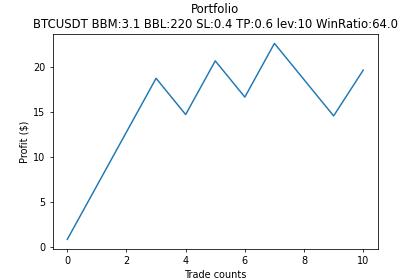 Portfolio
BTCUSDT BBM:3.1 BBL:220 SL:0.4 TP:0.6 lev:10 WinRatio:64.0
20
15
10
5
0
Profit ($)
0 2 4 6 8 10
Trade counts